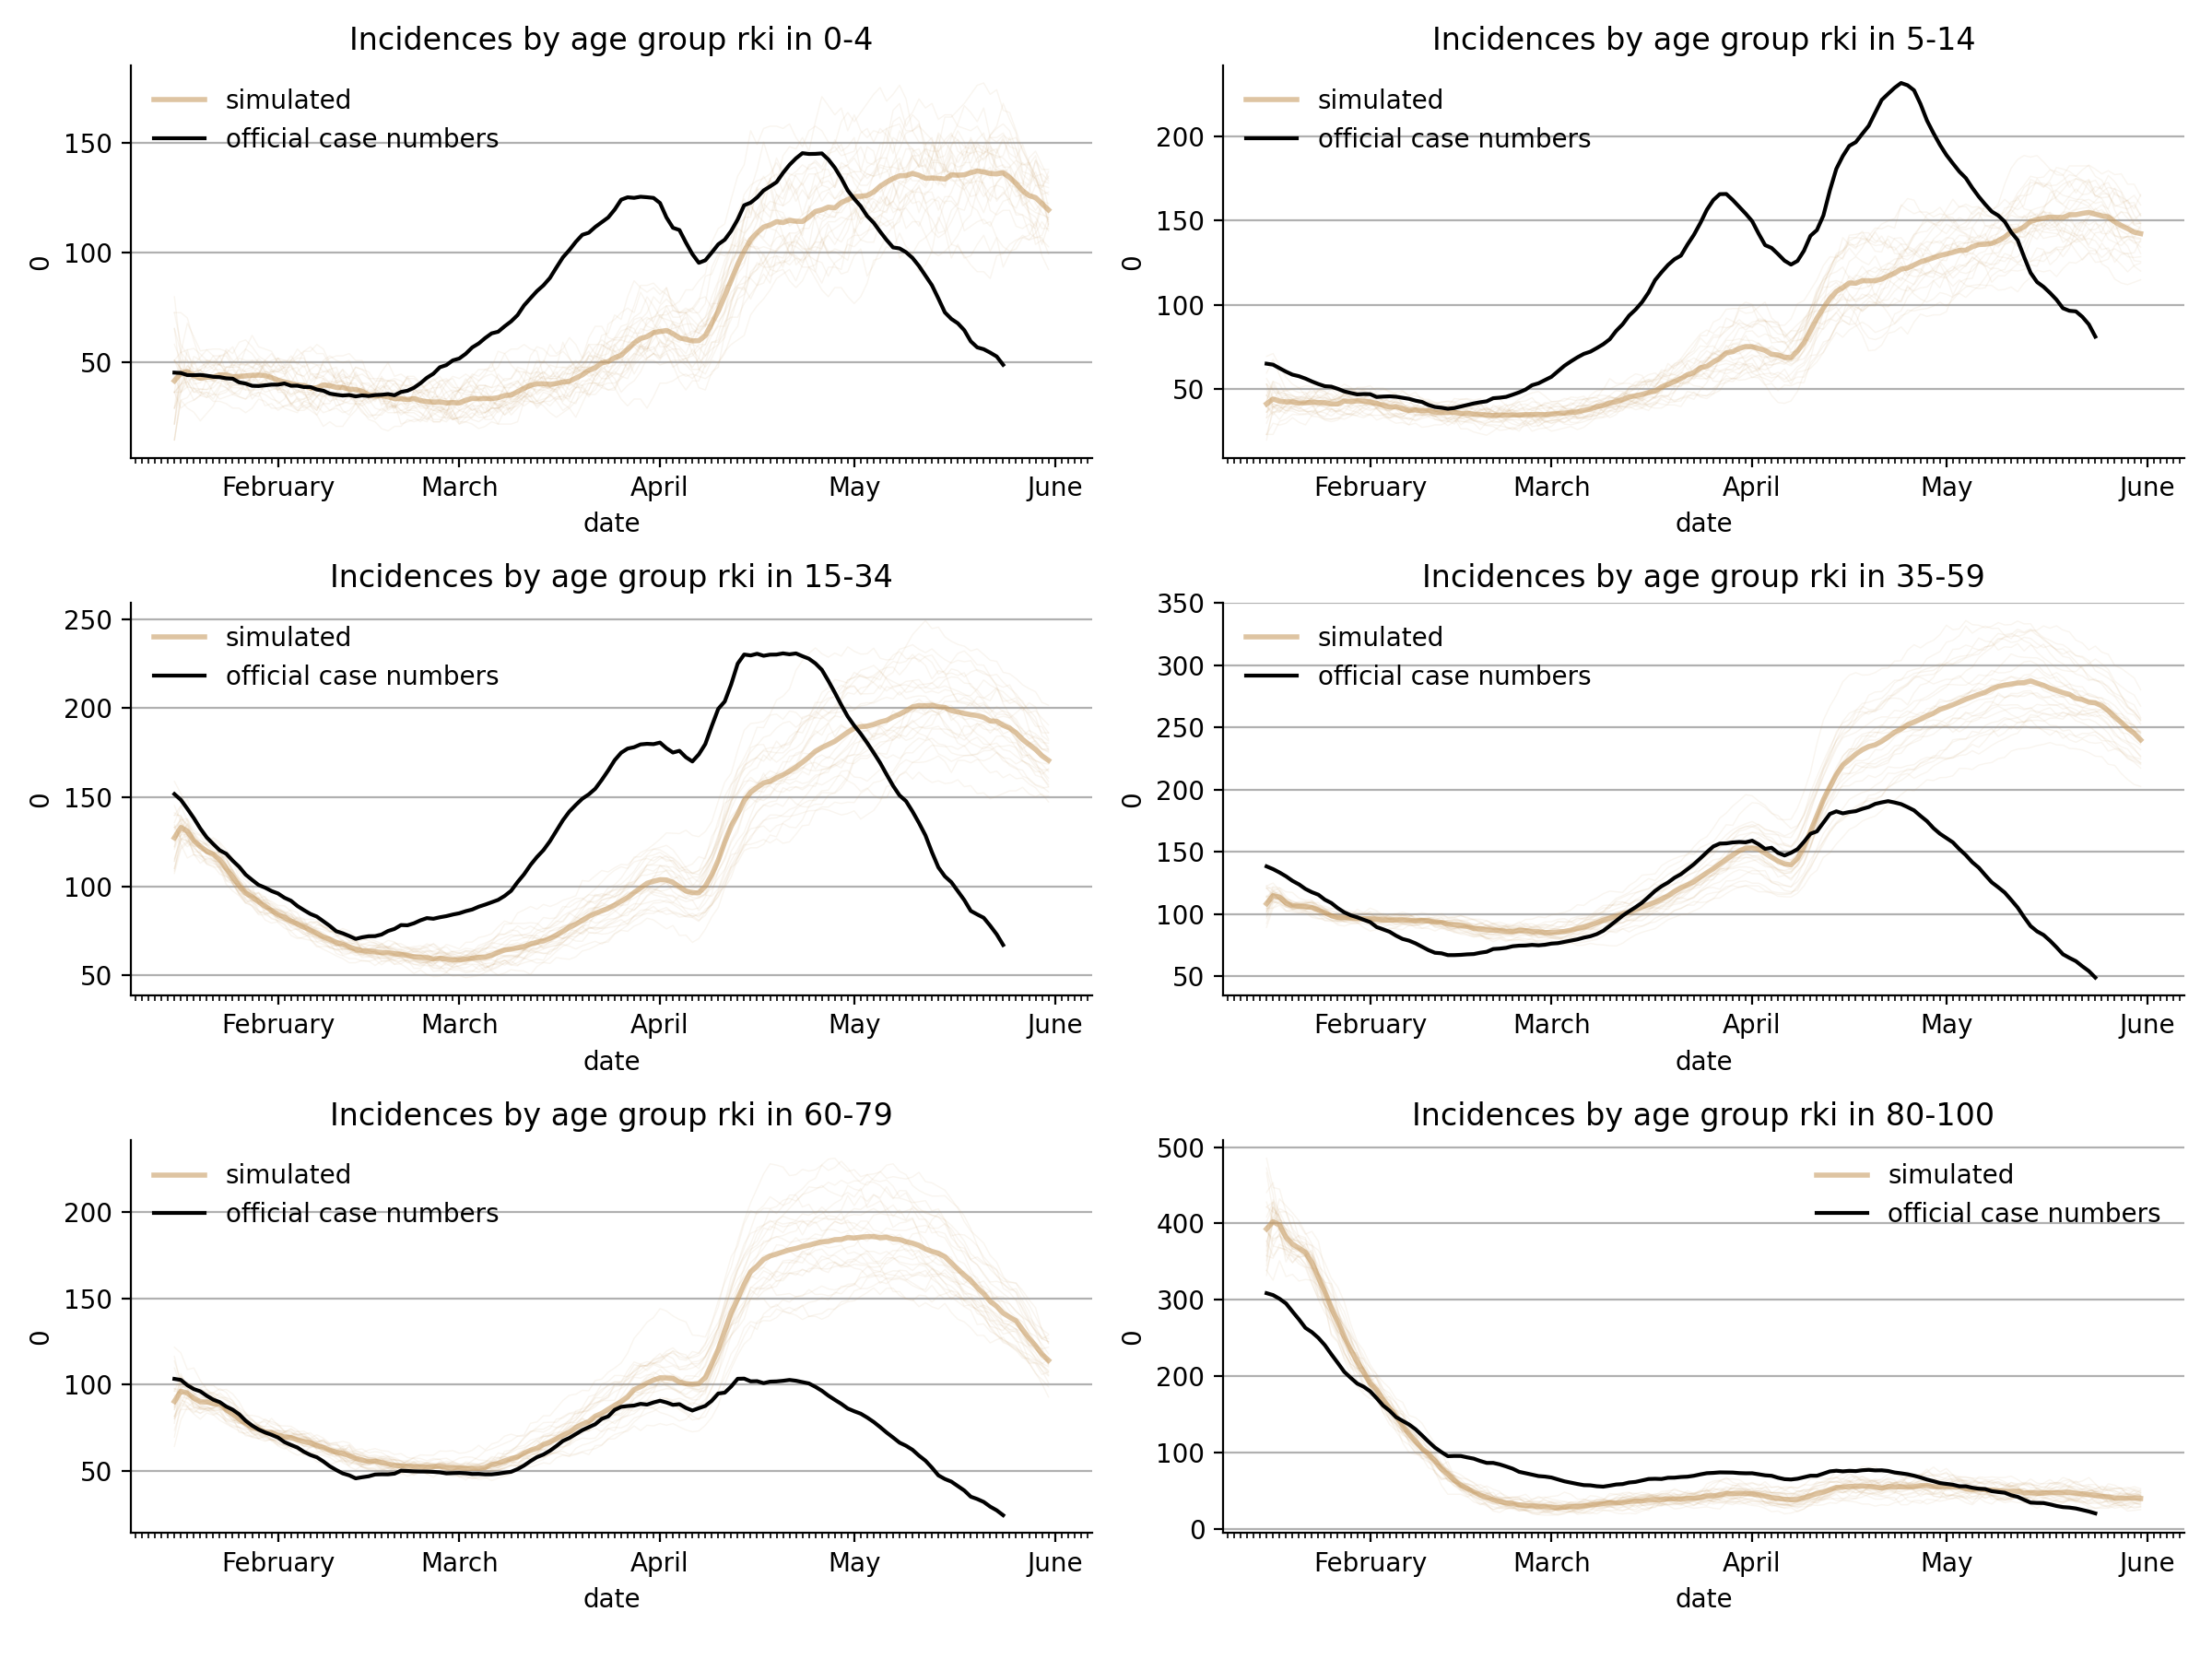 Incidences by age group rki in 0-4
simulated
official case numbers
150
100
50
0
February March April May June
date
Incidences by age group rki in 5-14
simulated
official case numbers
200
150
100
50
0
February March April May June
date
Incidences by age group rki in 15-34
simulated
official case numbers
250
200
150
100
50
0
February March April May June
date
Incidences by age group rki in 35-59
simulated
official case numbers
350
300
250
200
150
100
50
0
February March April May June
date
Incidences by age group rki in 60-79
simulated
official case numbers
200
150
100
50
0
February March April May June
date
Incidences by age group rki in 80-100
simulated
official case numbers
500
400
300
200
100
0
0
February March April May June
date